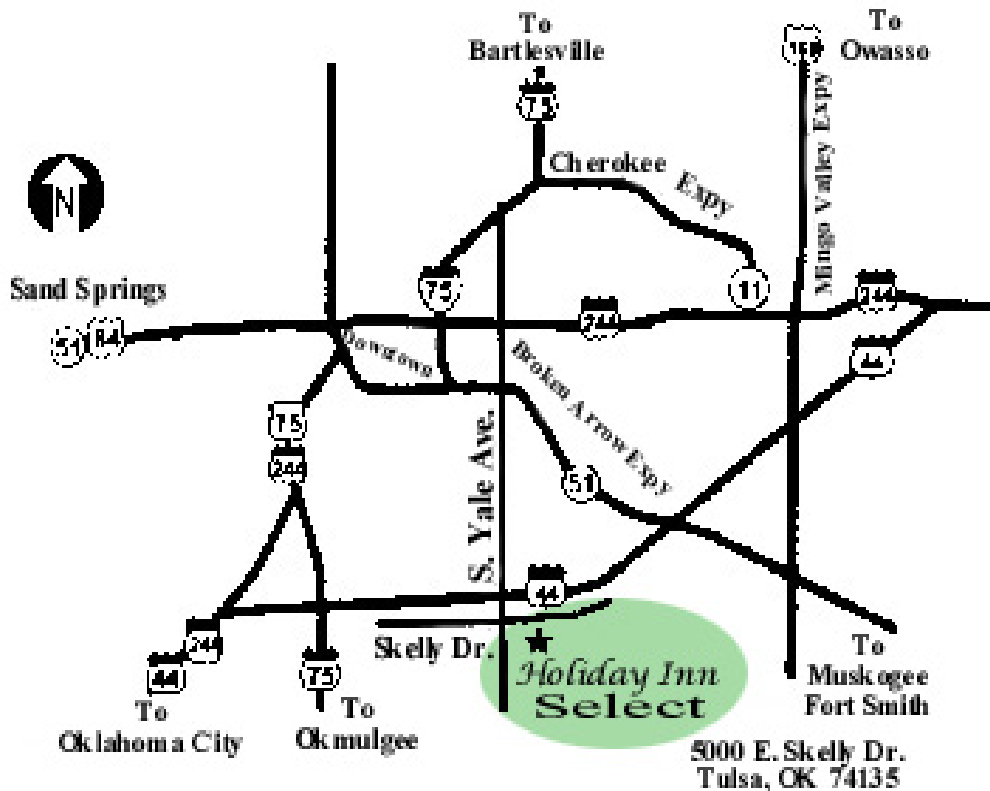 To
Bartlesville
75
To
Owasso
Mingo Valley Expy
Cherokee Expy
N
Sand Springs
51
75
11
244
244
44
Downtown
Broken Arrow Expy
75
244
S. Yale Ave.
51
44
Skelly Dr.
244
44
75
To
Oklahoma City
To
Okmulgee
Holiday Inn
Select
To
Muskogee
Fort Smith
5000 E. Skelly Dr.
Tulsa, OK 74135